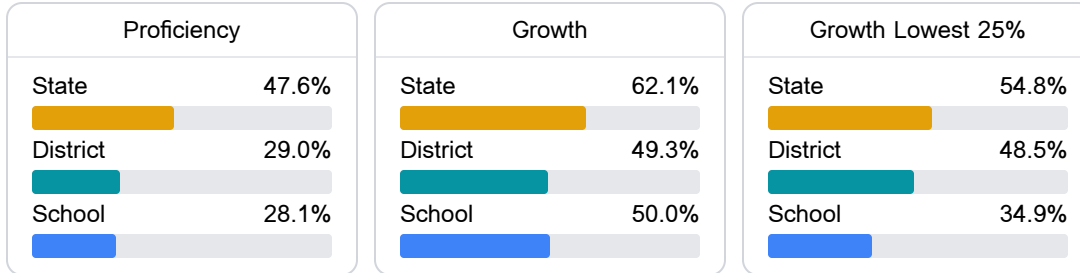 Proficiency
State 47.6%
District 29.0%
School 28.1%
Growth
State 62.1%
District 49.3%
School 50.0%
Growth Lowest 25%
State 54.8%
District 48.5%
School 34.9%